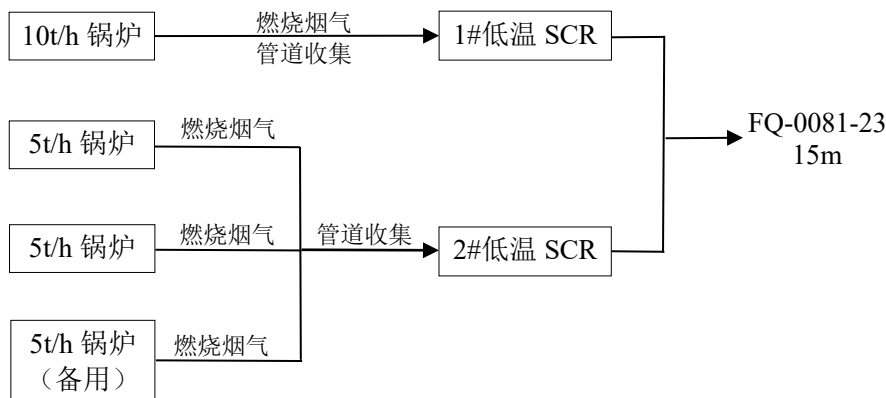 10t/h 锅炉
燃烧烟气
管道收集
1#低温 SCR
5t/h 锅炉
燃烧烟气
FQ-0081-23
15m
5t/h 锅炉
燃烧烟气
管道收集
2#低温 SCR
5t/h 锅炉
（备用）
燃烧烟气